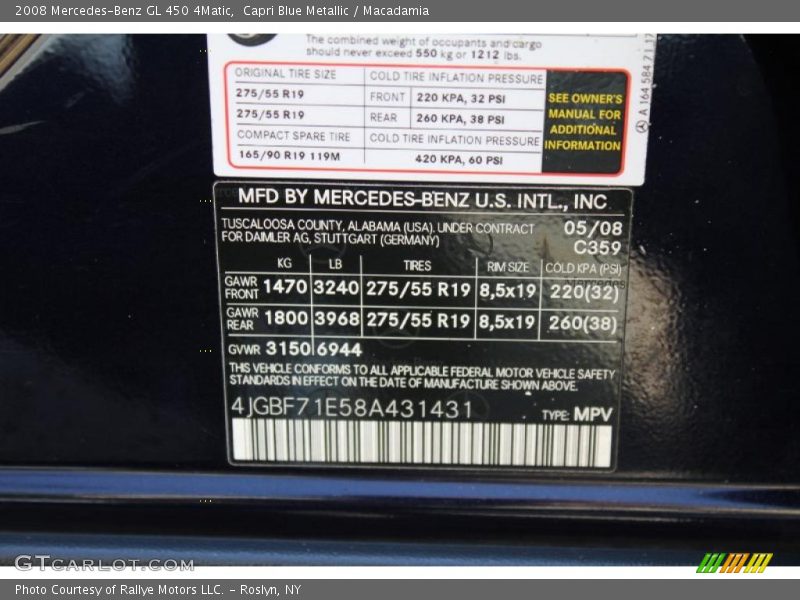 2008 Mercedes-Benz GL 450 4Matic,  Capri Blue Metallic / Macadamia
The combined weight of occupants and cargo
should never exceed 550 kg or 1212 lbs.
ORIGINAL TIRE SIZE COLD TIRE INFLATION PRESSURE
275/55 R19 FRONT 220 KPA, 32 PSI
275/55 R19 REAR 260 KPA, 38 PSI
COMPACT SPARE TIRE COLD TIRE INFLATION PRESSURE
165/90 R19 119M 420 KPA, 60 PSI
SEE OWNER'S
MANUAL FOR
ADDITIONAL
INFORMATION
A 164 584 71 17
MFD BY MERCEDES-BENZ U.S. INTL., INC
TUSCALOOSA COUNTY, ALABAMA (USA). UNDER CONTRACT 05/08
FOR DAIMLER AG, STUTTGART (GERMANY) C359
KG LB TIRES RIM SIZE COLD KPA (PSI)
GAWR FRONT 1470 3240 275/55 R19 8,5x19 220(32)
GAWR REAR 1800 3968 275/55 R19 8,5x19 260(38)
GVWR 3150 6944
THIS VEHICLE CONFORMS TO ALL APPLICABLE FEDERAL MOTOR VEHICLE SAFETY
STANDARDS IN EFFECT ON THE DATE OF MANUFACTURE SHOWN ABOVE.
4JGBF71E58A431431 TYPE: MPV
GTCARLOT.COM
Photo Courtesy of Rallye Motors LLC. - Roslyn, NY